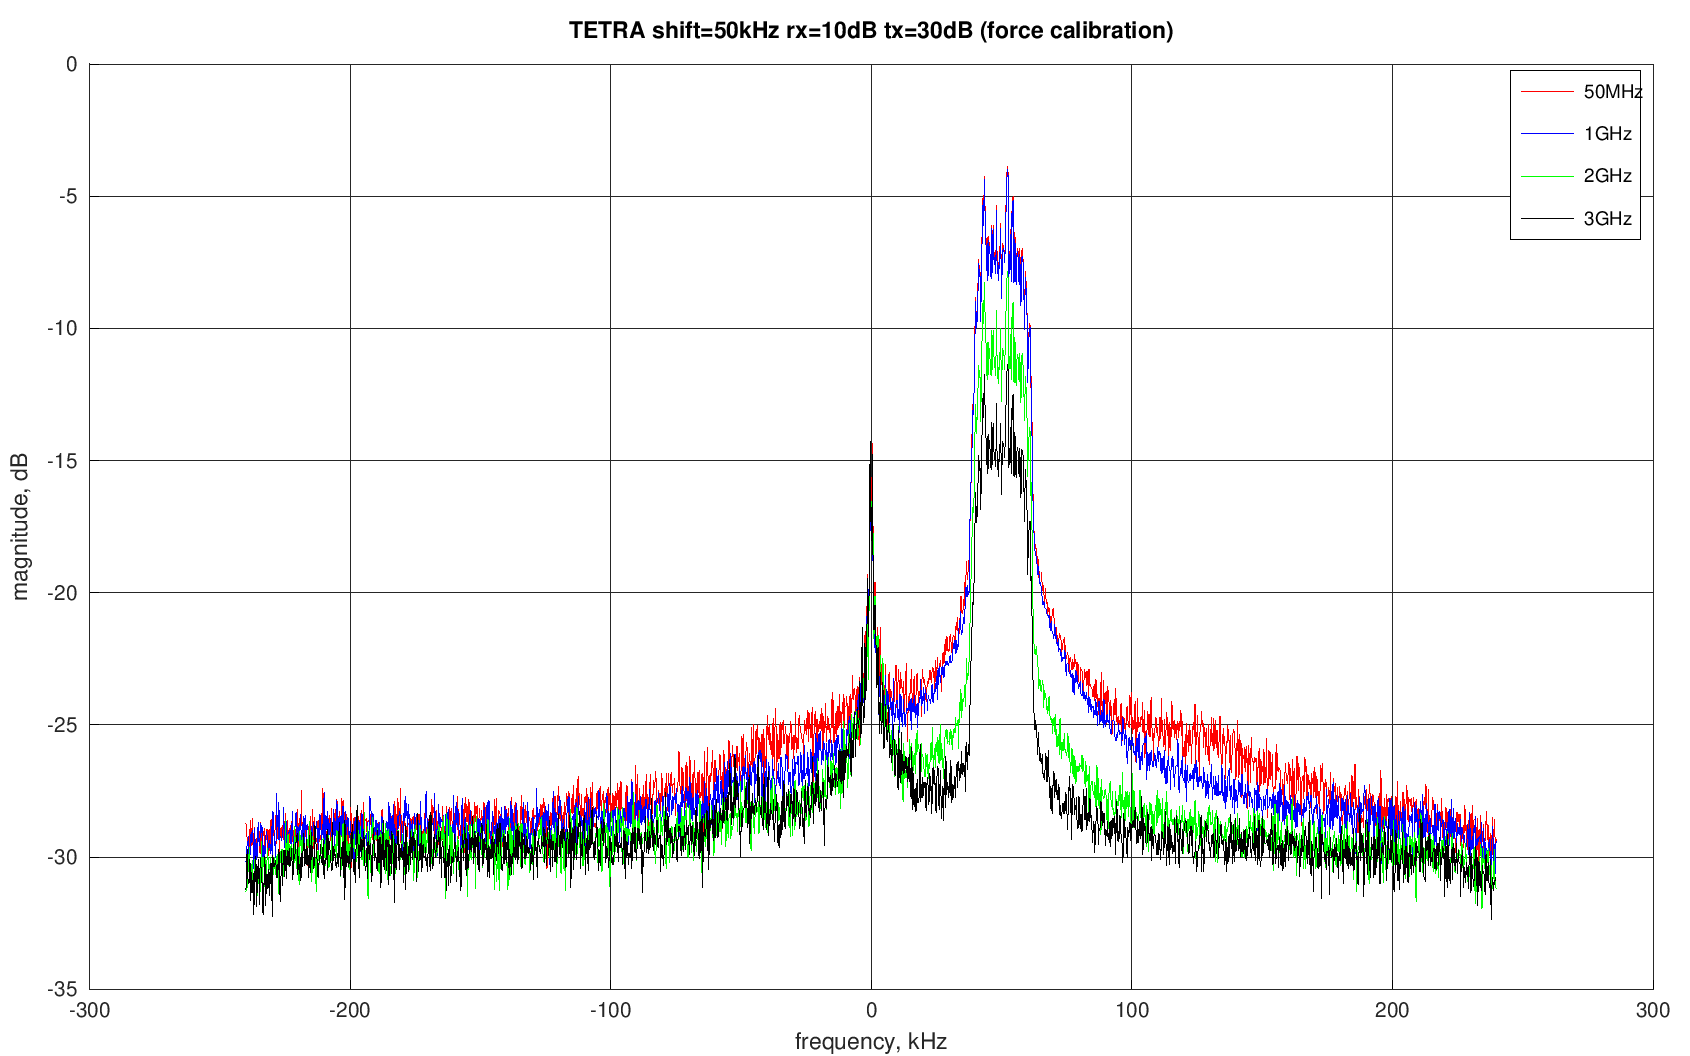 TETRA shift=50kHz rx=10dB tx=30dB (force calibration)
0
-5
-10
-15
-20
-25
-30
-35
magnitude, dB
50MHz
1GHz
2GHz
3GHz
-300 -200 -100 0 100 200 300
frequency, kHz